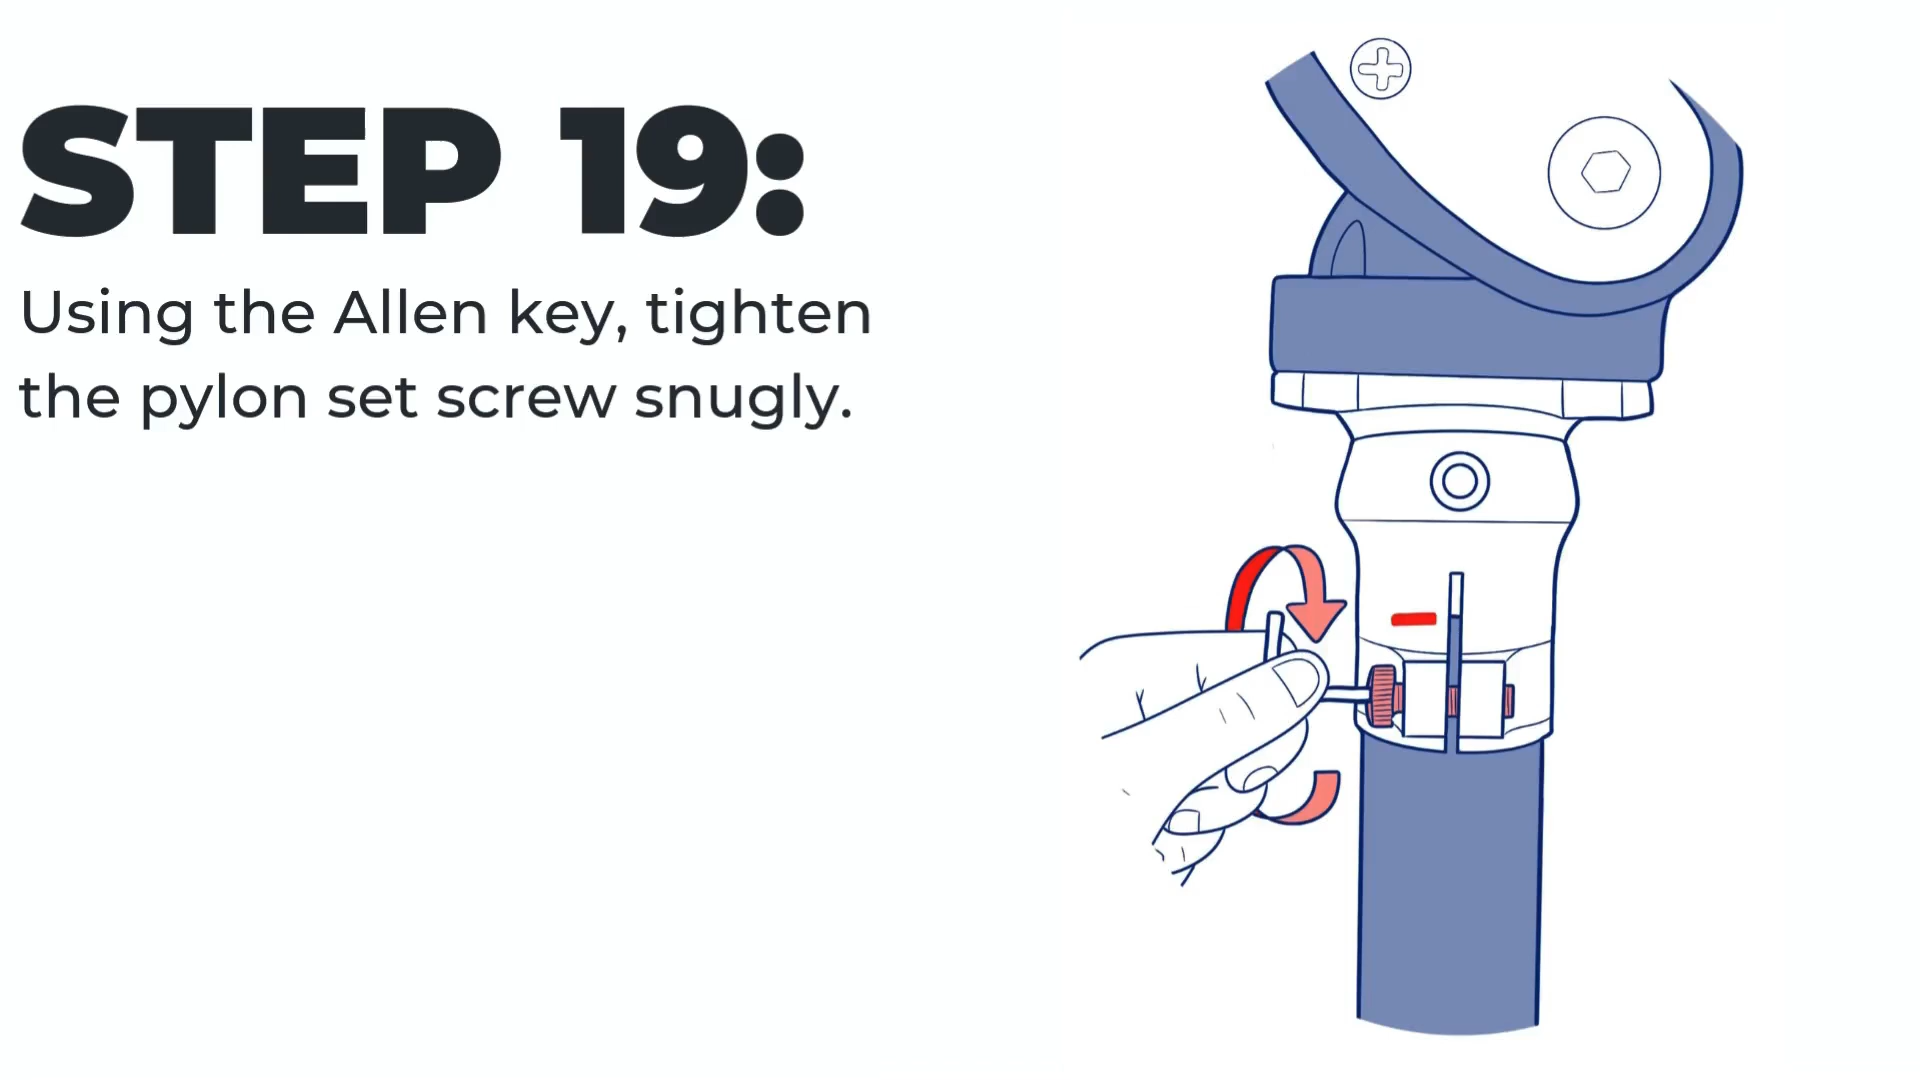 STEP 19:
Using the Allen key, tighten
the pylon set screw snugly.